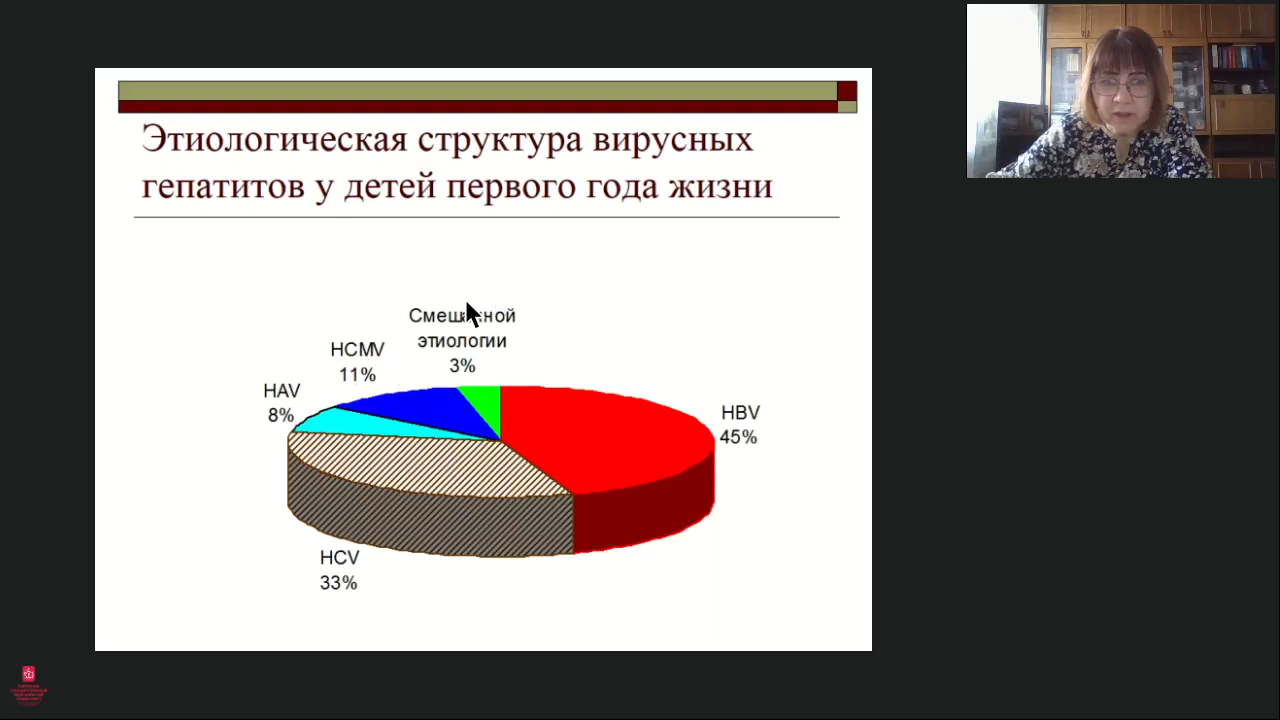 Этиологическая структура вирусных
гепатитов у детей первого года жизни
Смешанной
этиологии
3%
HCMV
11%
HAV
8%
HBV
45%
HCV
33%